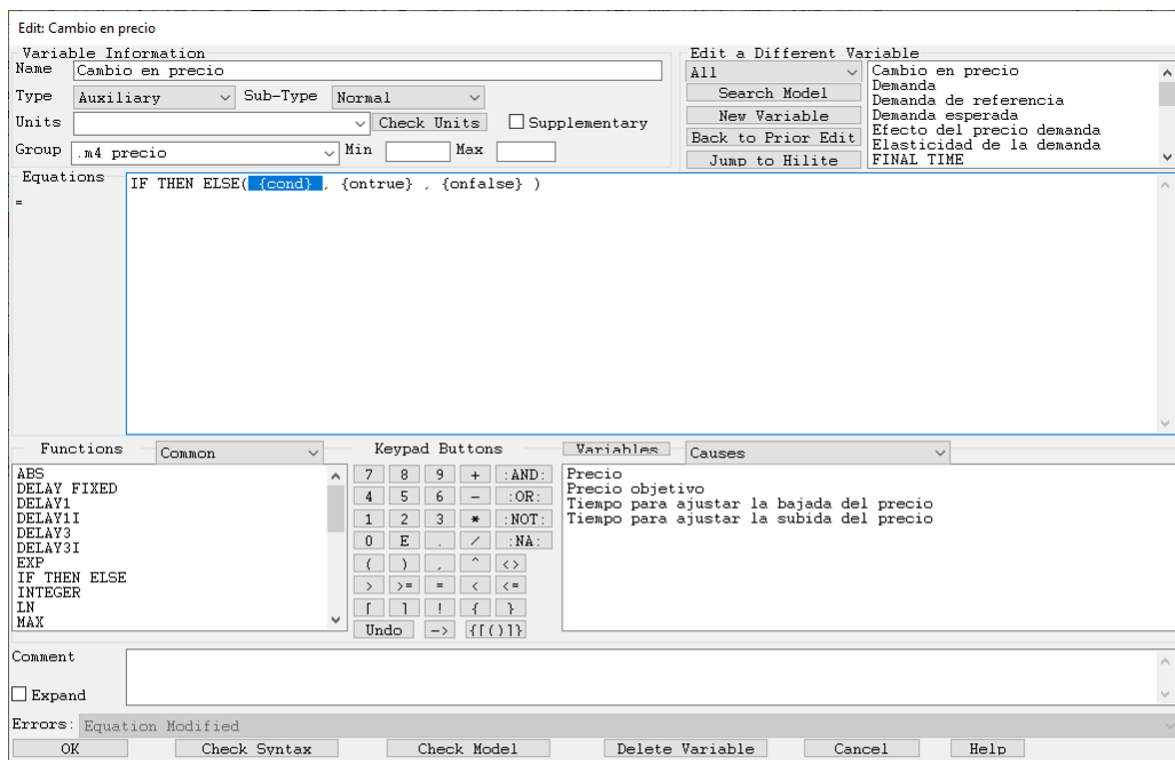 Edit: Cambio en precio
Variable Information
Edit a Different Variable
Name Cambio en precio
Type Auxiliary Sub-Type Normal
Units Check Units Supplementary
Group .m4 precio Min Max
All
Search Model
New Variable
Back to Prior Edit
Jump to Hilite
Cambio en precio
Demanda
Demanda de referencia
Demanda esperada
Efecto del precio demanda
Elasticidad de la demanda
FINAL TIME
Equations
=
IF THEN ELSE( {cond} , {ontrue} , {onfalse} )
Functions Common
ABS
DELAY FIXED
DELAY1
DELAY1I
DELAY3
DELAY3I
EXP
IF THEN ELSE
INTEGER
LN
MAX
Keypad Buttons
7 8 9 + :AND:
4 5 6 - :OR:
1 2 3 * :NOT:
0 E . / :NA:
( ) , ^ <>
> >= = < <=
[ ] ! { }
Undo -> {[()]}
Variables Causes
Precio
Precio objetivo
Tiempo para ajustar la bajada del precio
Tiempo para ajustar la subida del precio
Comment
Expand
Errors: Equation Modified
OK Check Syntax Check Model Delete Variable Cancel Help